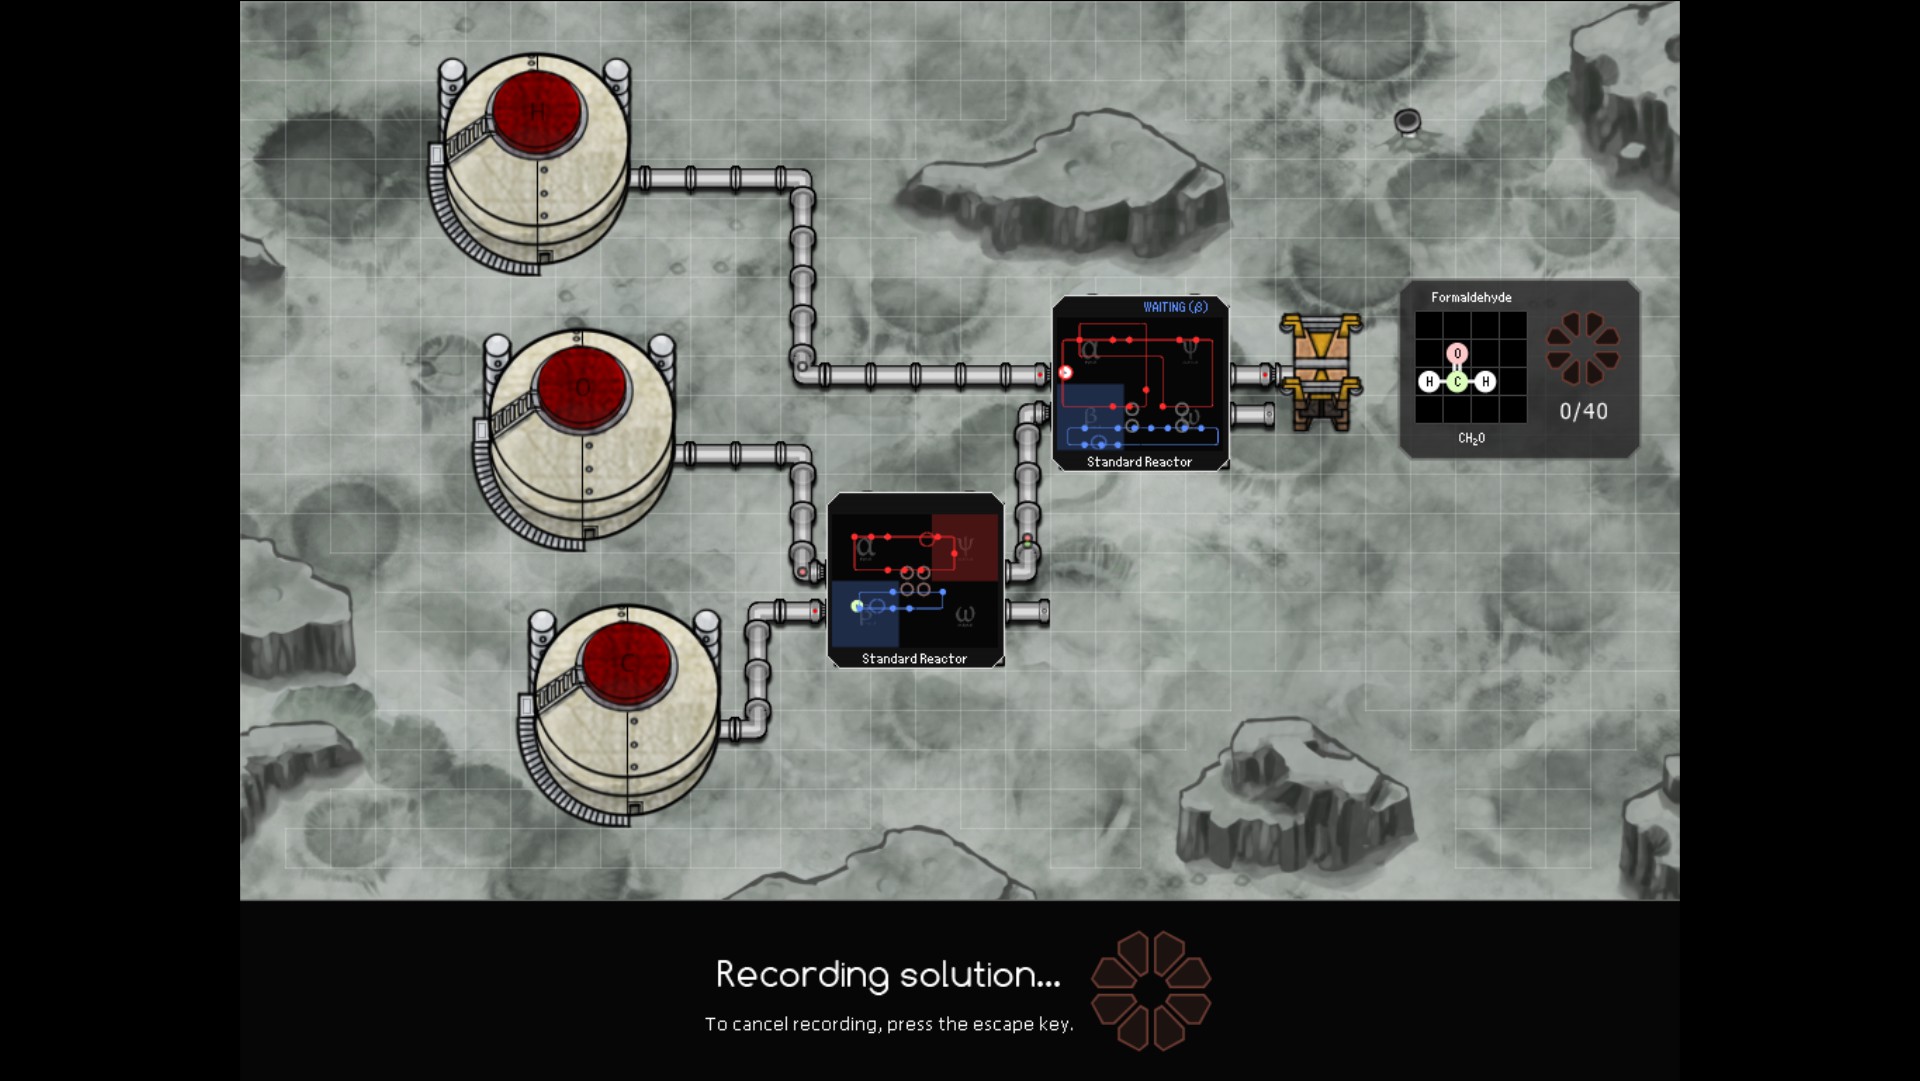 H
WAITING (β)
Formaldehyde
α
Ψ
O
H C H
0/40
O
β
ω
CH₂O
Standard Reactor
α
Ψ
β
ω
C
Standard Reactor
Recording solution...
To cancel recording, press the escape key.